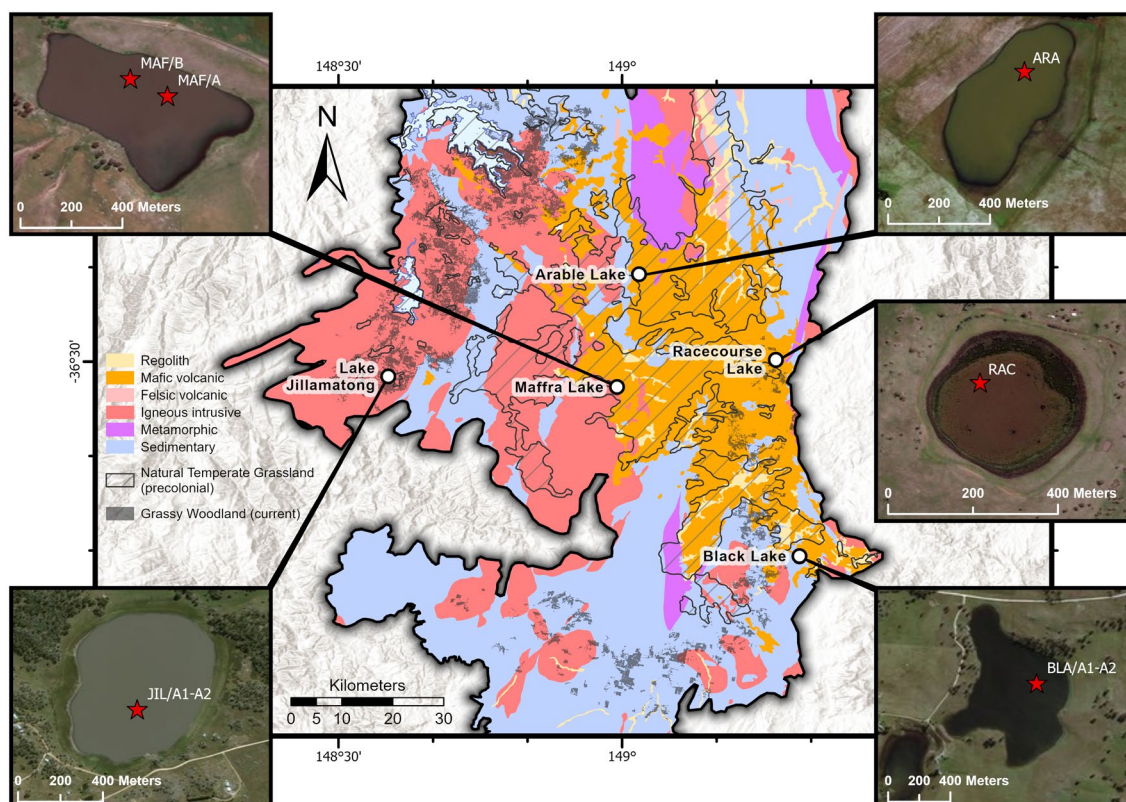 MAF/B
MAF/A
0 200 400 Meters
148°30'
149°
ARA
0 200 400 Meters
N
Arable Lake
-36°30'
Racecourse
Lake
Lake
Jillamatong
Maffra Lake
RAC
0 200 400 Meters
Regolith
Mafic volcanic
Felsic volcanic
Igneous intrusive
Metamorphic
Sedimentary
Natural Temperate Grassland
(precolonial)
Grassy Woodland (current)
Black Lake
JIL/A1-A2
0 200 400 Meters
Kilometers
0 5 10 20 30
148°30'
149°
BLA/A1-A2
0 200 400 Meters